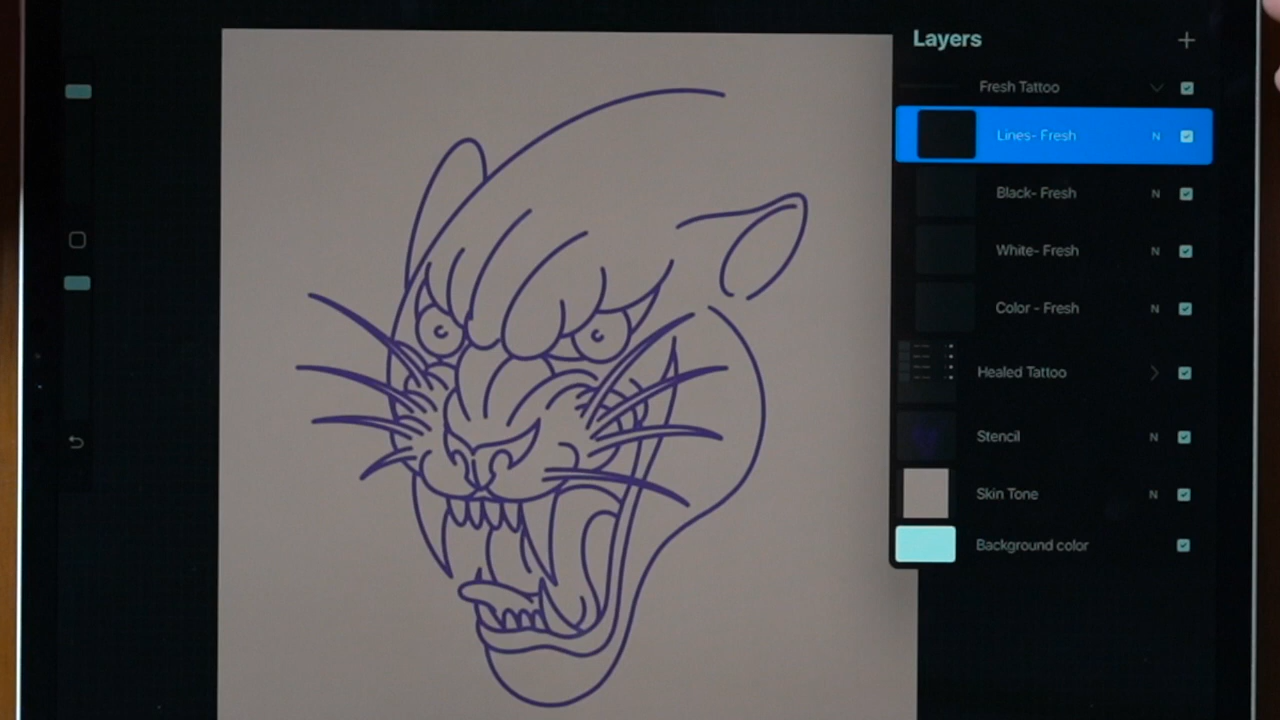 Layers
Fresh Tattoo
Lines- Fresh N
Black- Fresh N
White- Fresh N
Color - Fresh N
Healed Tattoo
Stencil N
Skin Tone N
Background color